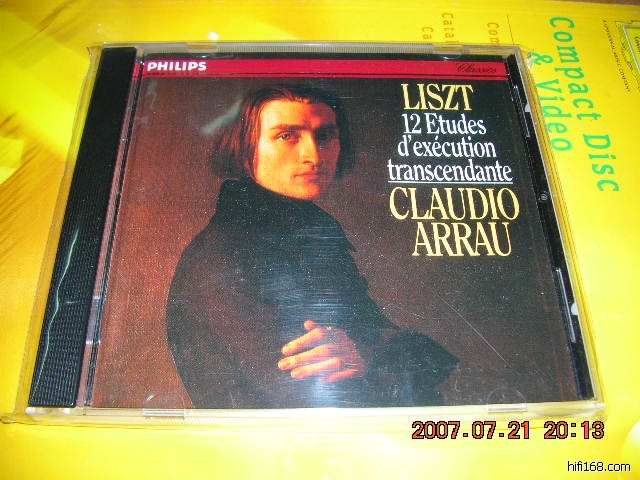 PHILIPS
Classics
LISZT
12 Etudes
d'exécution
transcendante
CLAUDIO
ARRAU
Compact Disc
& Video
2007.07.21 20:13
hifi168.com